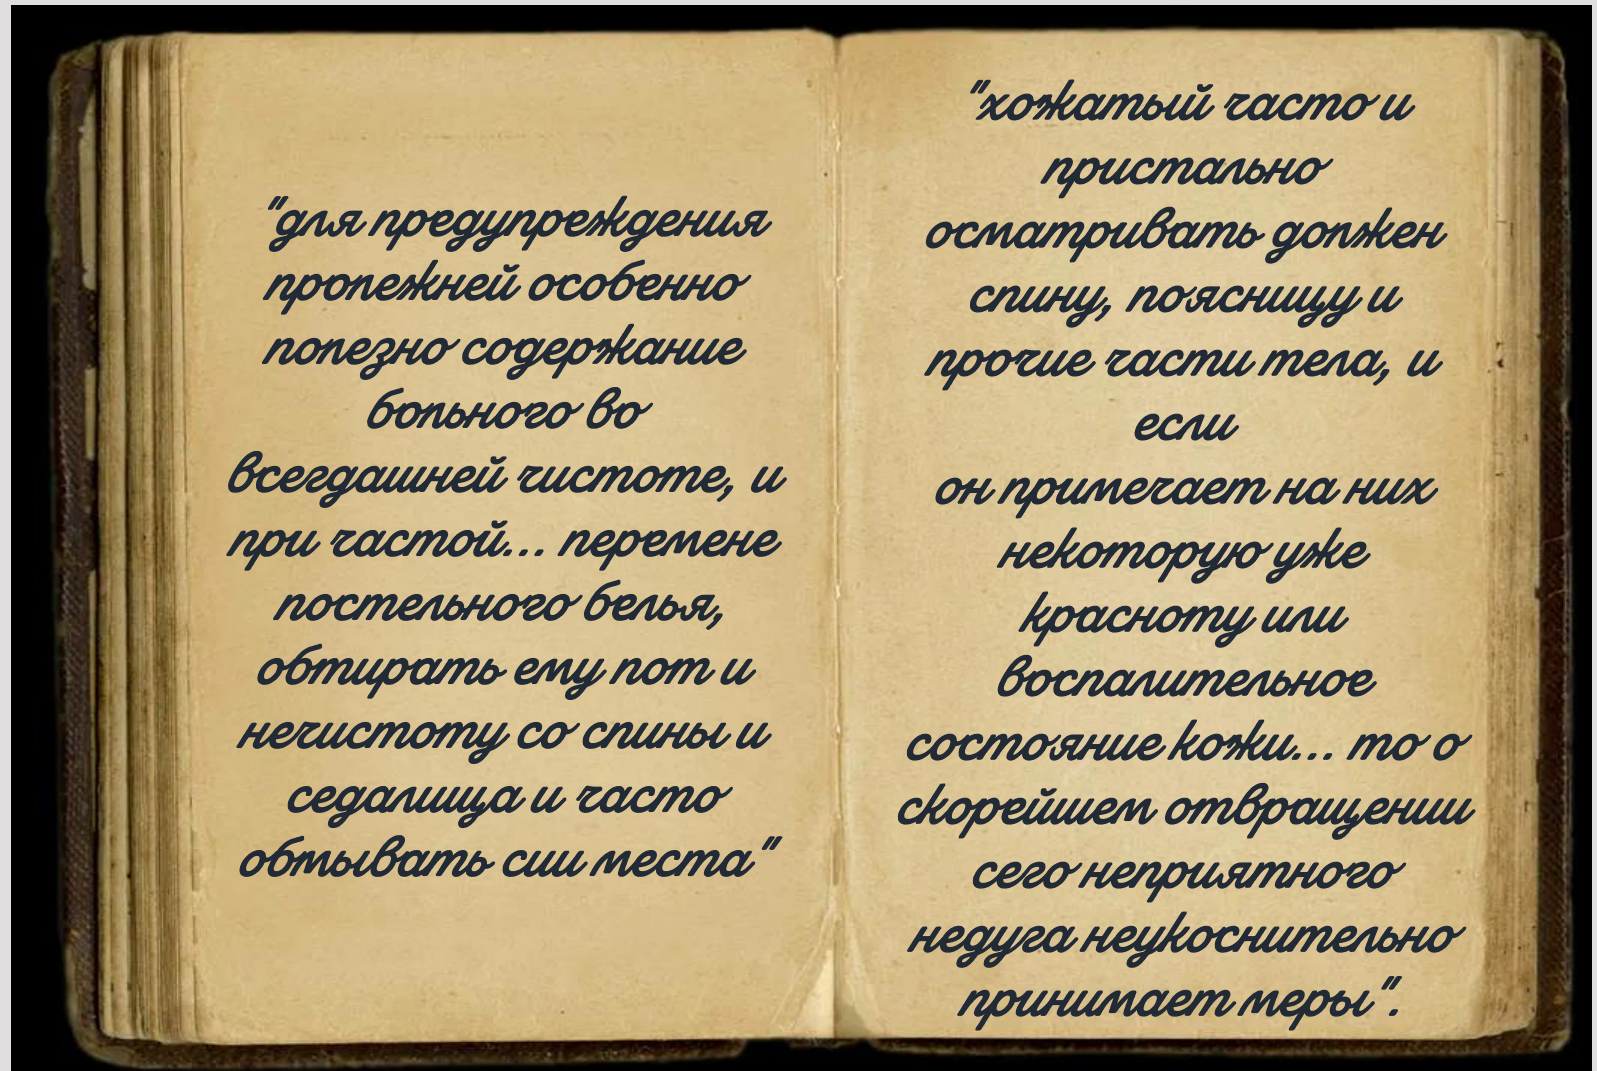 "для предупреждения
пролежней особенно
полезно содержание
больного во
всегдашней чистоте, и
при частой... перемене
постельного белья,
обтирать ему пот и
нечистоту со спины и
седалища и часто
обмывать сии места"
"хожатый часто и
пристально
осматривать должен
спину, поясницу и
прочие части тела, и
если
он примечает на них
некоторую уже
красноту или
воспалительное
состояние кожи... то о
скорейшем отвращении
сего неприятного
недуга неукоснительно
принимает меры".